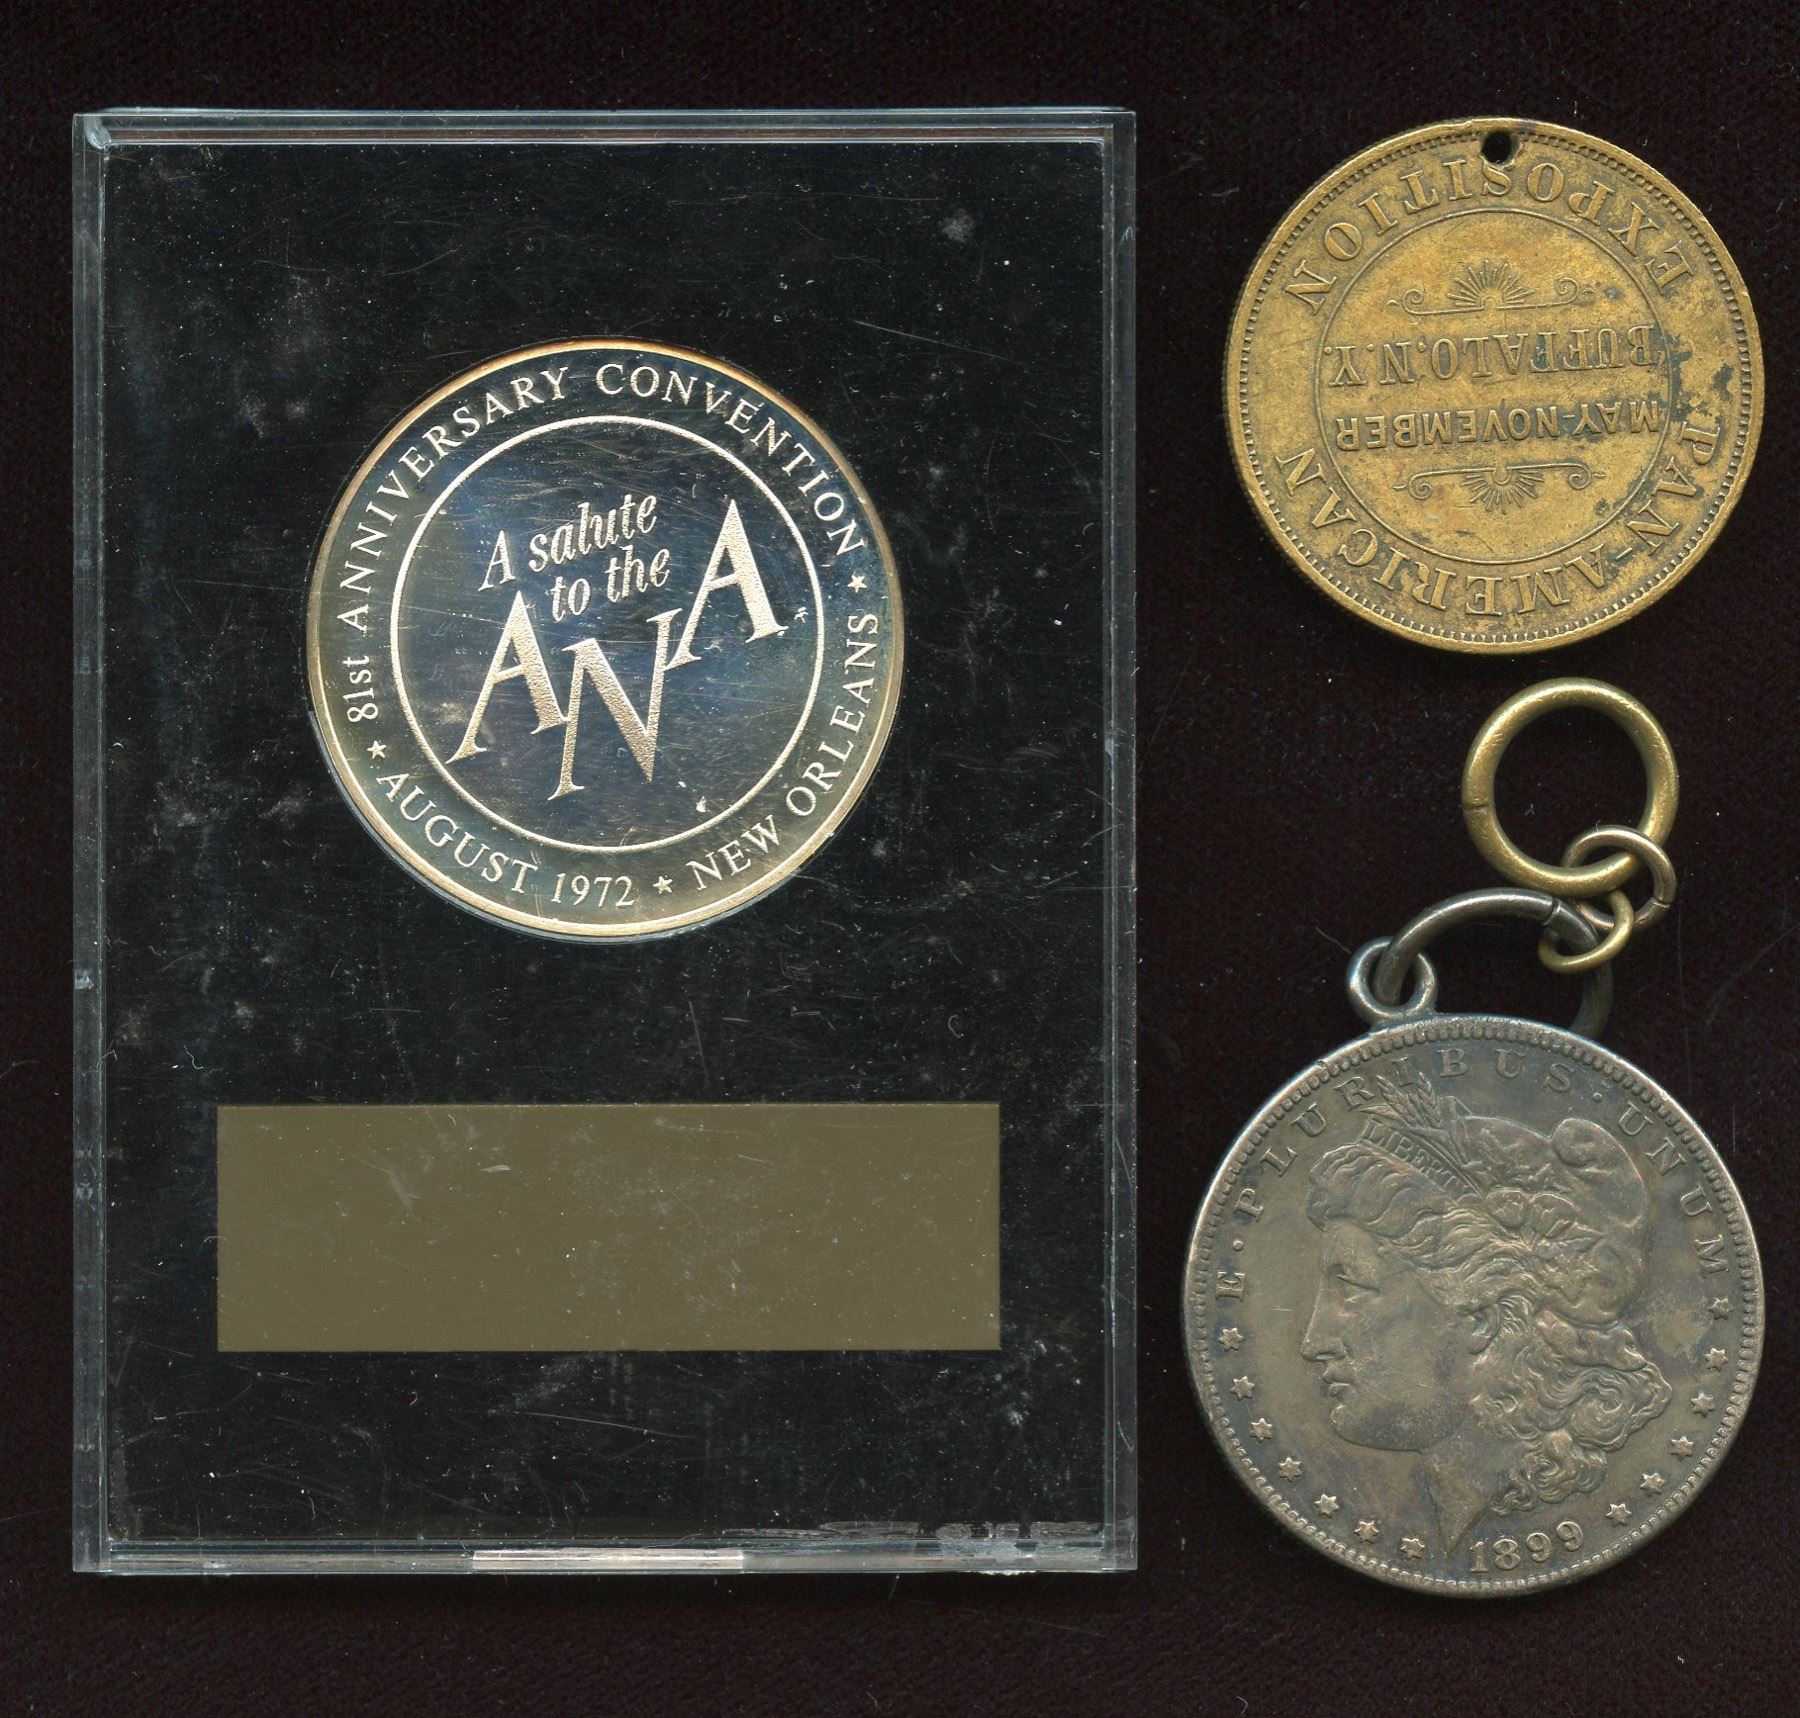 81st ANNIVERSARY CONVENTION
★ AUGUST 1972 ★ NEW ORLEANS ★
A salute
to the
ANA
PAN-AMERICAN
EXPOSITION
MAY-NOVEMBER
BUFFALO, N.Y.
E·PLURIBUS·UNUM
LIBERTY
1899